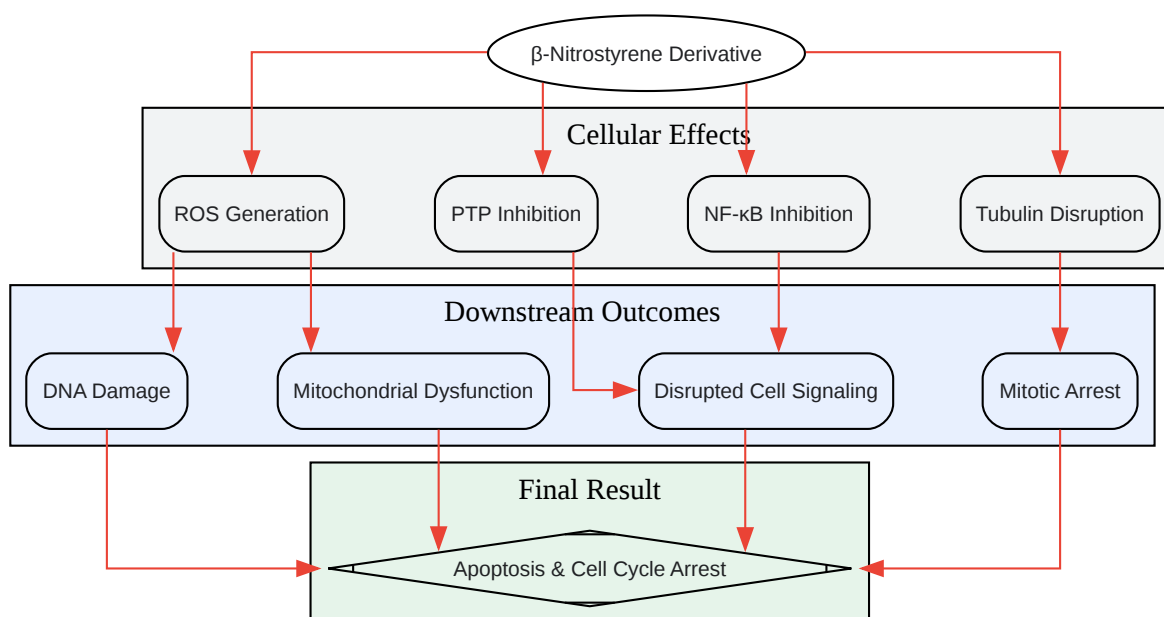 β-Nitrostyrene Derivative
Cellular Effects
ROS Generation
PTP Inhibition
NF-κB Inhibition
Tubulin Disruption
Downstream Outcomes
DNA Damage
Mitochondrial Dysfunction
Disrupted Cell Signaling
Mitotic Arrest
Final Result
Apoptosis & Cell Cycle Arrest